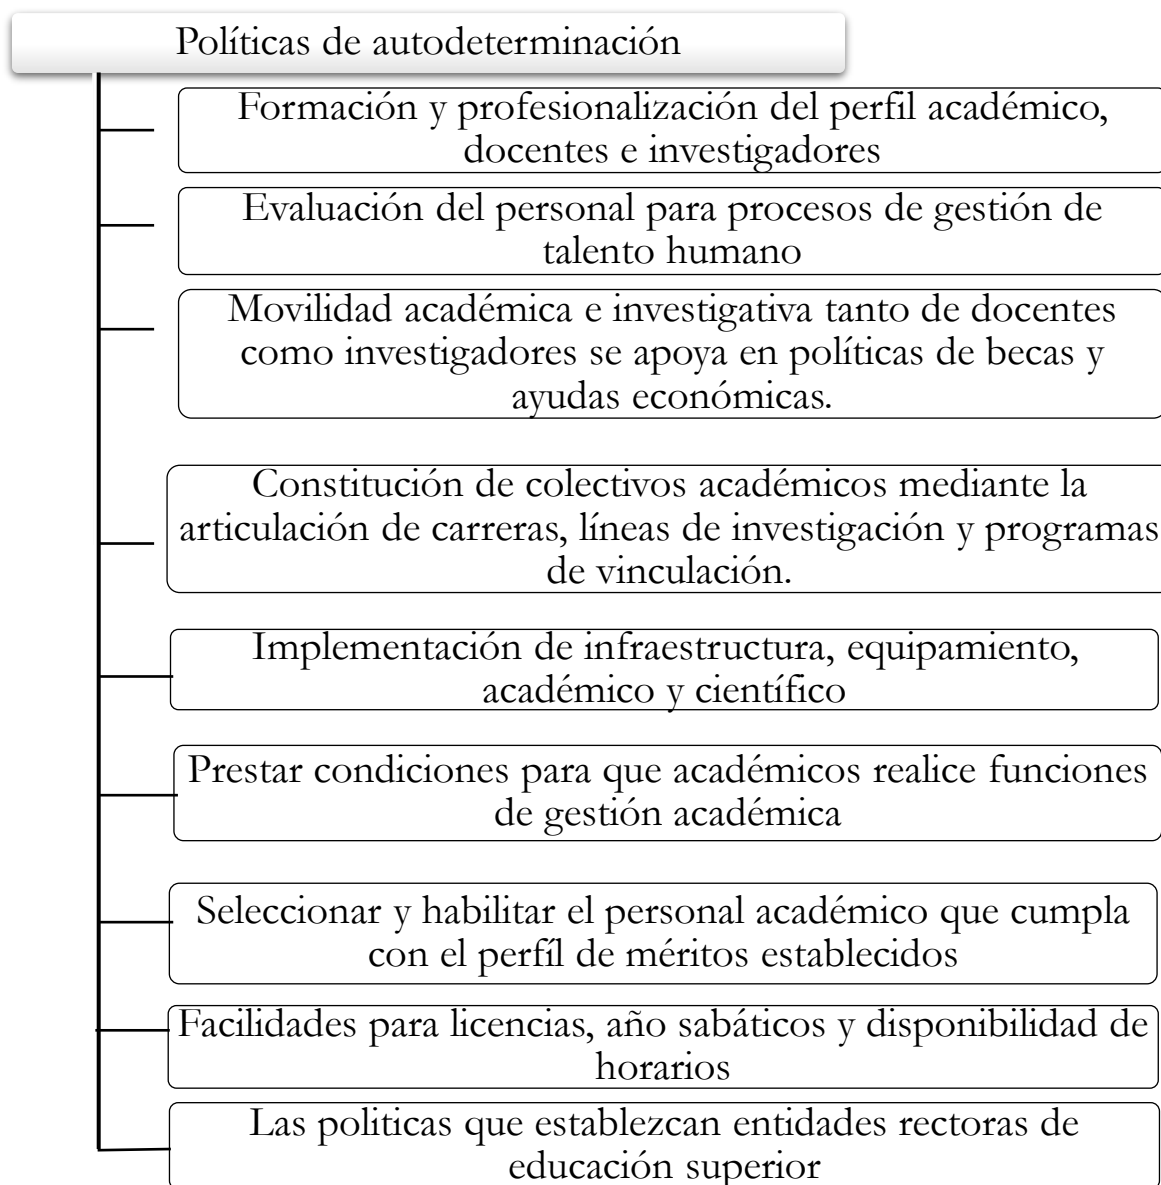 Políticas de autodeterminación
Formación y profesionalización del perfil académico,
docentes e investigadores
Evaluación del personal para procesos de gestión de
talento humano
Movilidad académica e investigativa tanto de docentes
como investigadores se apoya en políticas de becas y
ayudas económicas.
Constitución de colectivos académicos mediante la
articulación de carreras, líneas de investigación y programas
de vinculación.
Implementación de infraestructura, equipamiento,
académico y científico
Prestar condiciones para que académicos realice funciones
de gestión académica
Seleccionar y habilitar el personal académico que cumpla
con el perfíl de méritos establecidos
Facilidades para licencias, año sabáticos y disponibilidad de
horarios
Las politicas que establezcan entidades rectoras de
educación superior